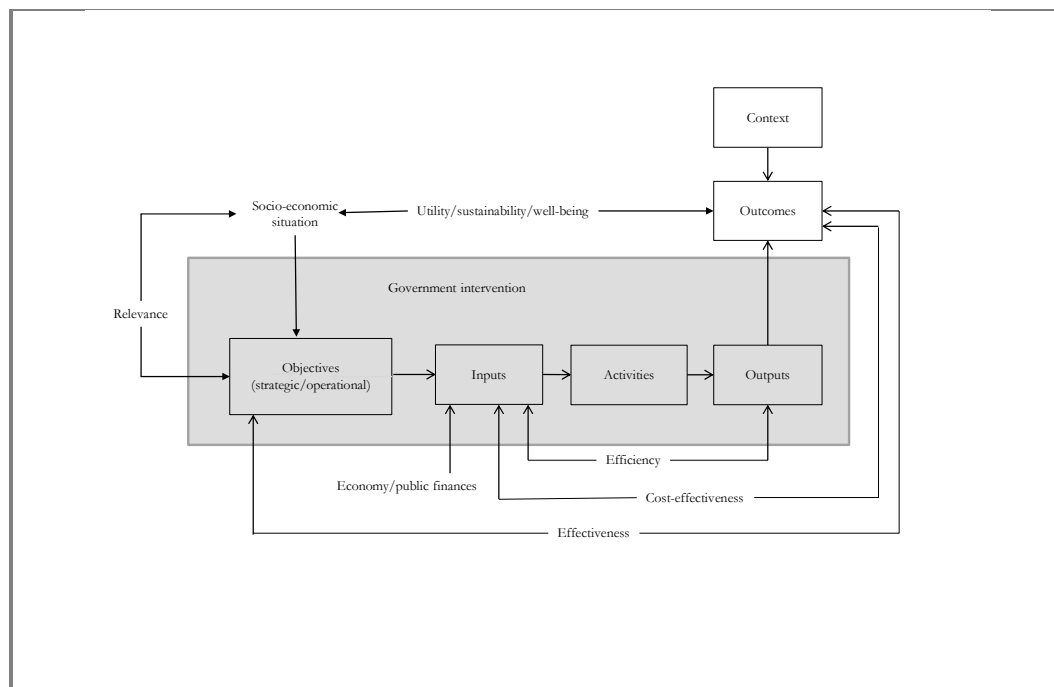 Context
Socio-economic
situation
Utility/sustainability/well-being
Outcomes
Government intervention
Relevance
Objectives
(strategic/operational)
Inputs
Activities
Outputs
Efficiency
Economy/public finances
Cost-effectiveness
Effectiveness